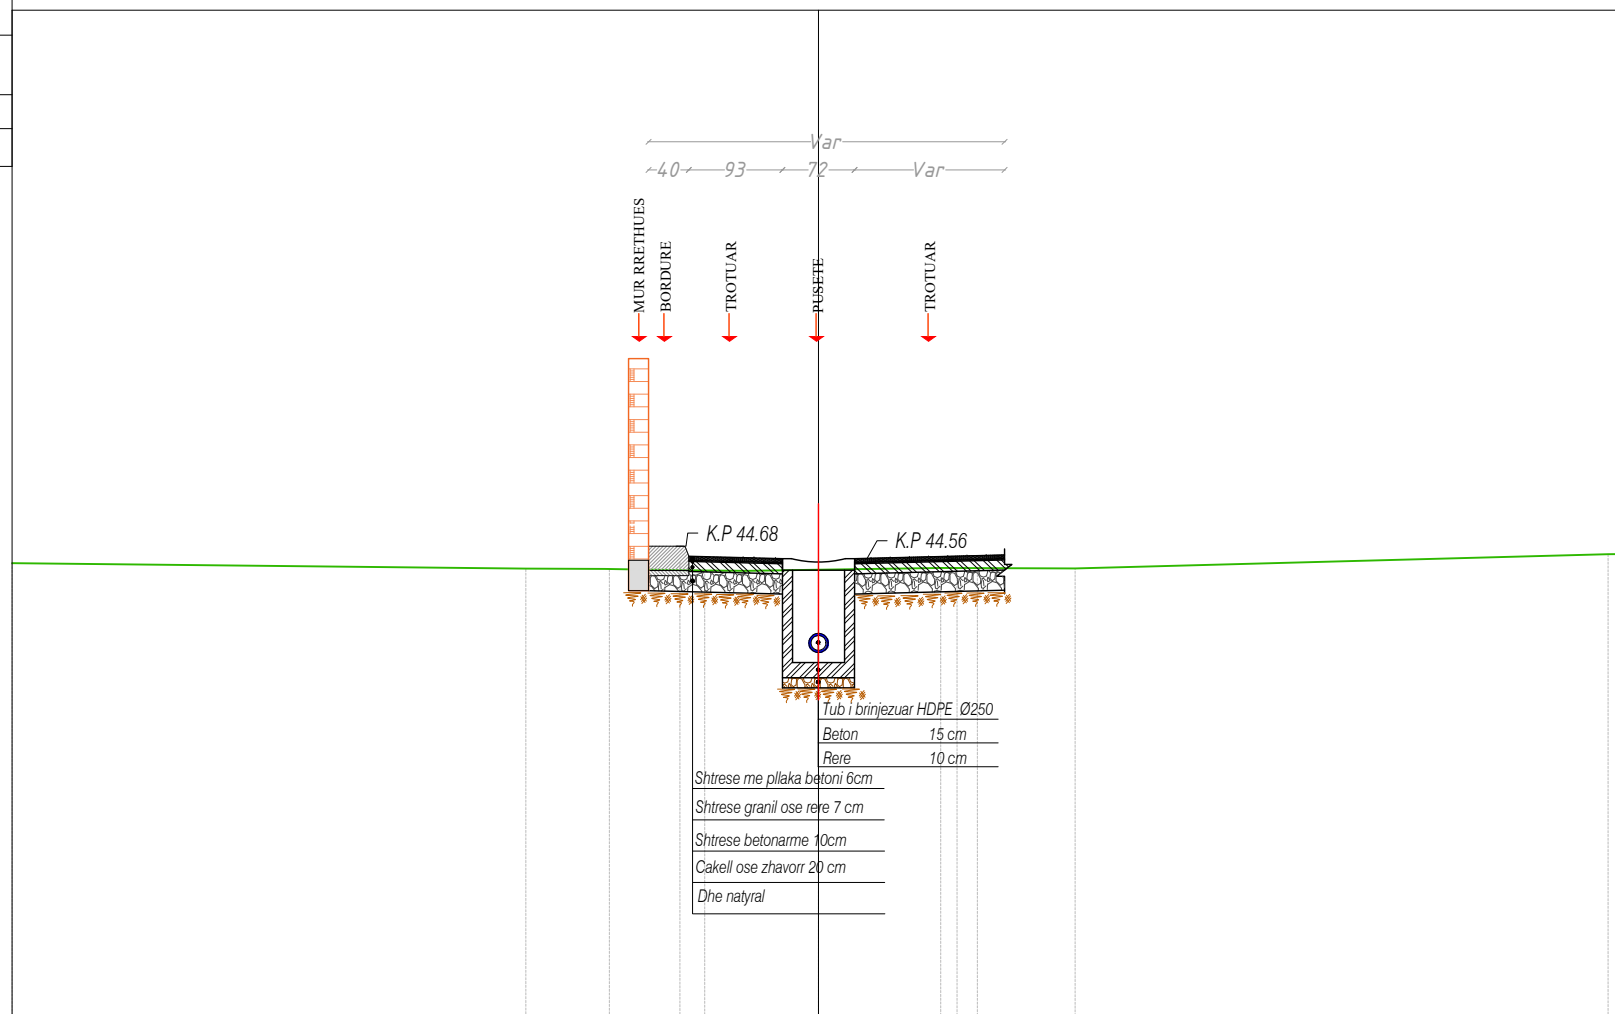 Var
40 93 72 Var
MUR RRETHUES
BORDURE
TROTUAR
PUSETE
TROTUAR
K.P 44.68
K.P 44.56
Tub i brinjezuar HDPE Ø250
Beton 15 cm
Rere 10 cm
Shtrese me pllaka betoni 6cm
Shtrese granil ose rere 7 cm
Shtrese betonarme 10cm
Cakell ose zhavorr 20 cm
Dhe natyral